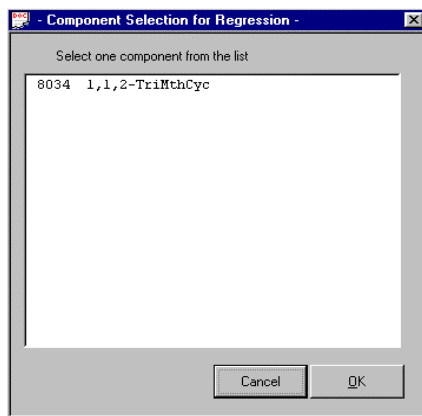 - Component Selection for Regression -
Select one component from the list
8034 1,1,2-TriMthCyc
Cancel
OK